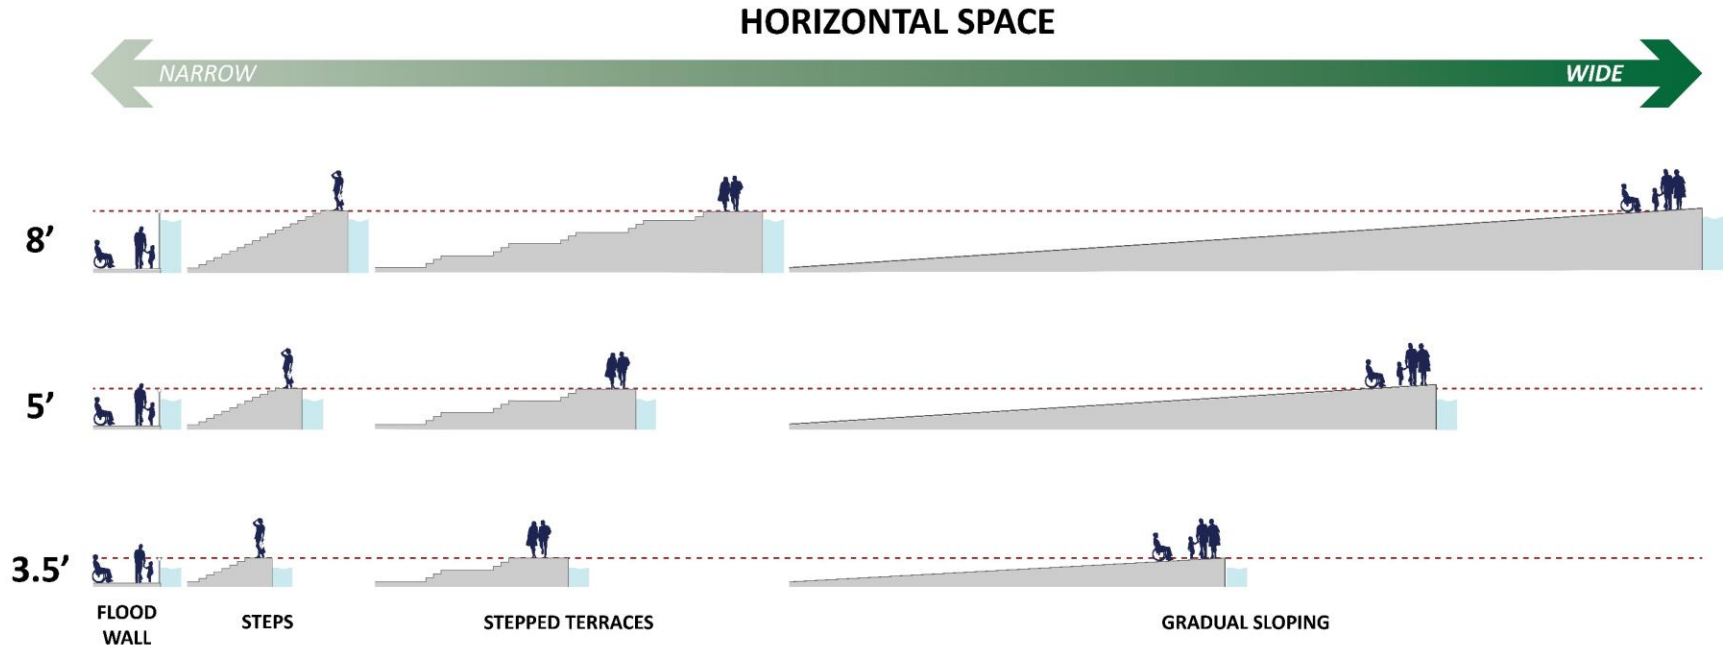 HORIZONTAL SPACE
NARROW
WIDE
8’
5’
3.5’
FLOOD
WALL
STEPS
STEPPED TERRACES
GRADUAL SLOPING